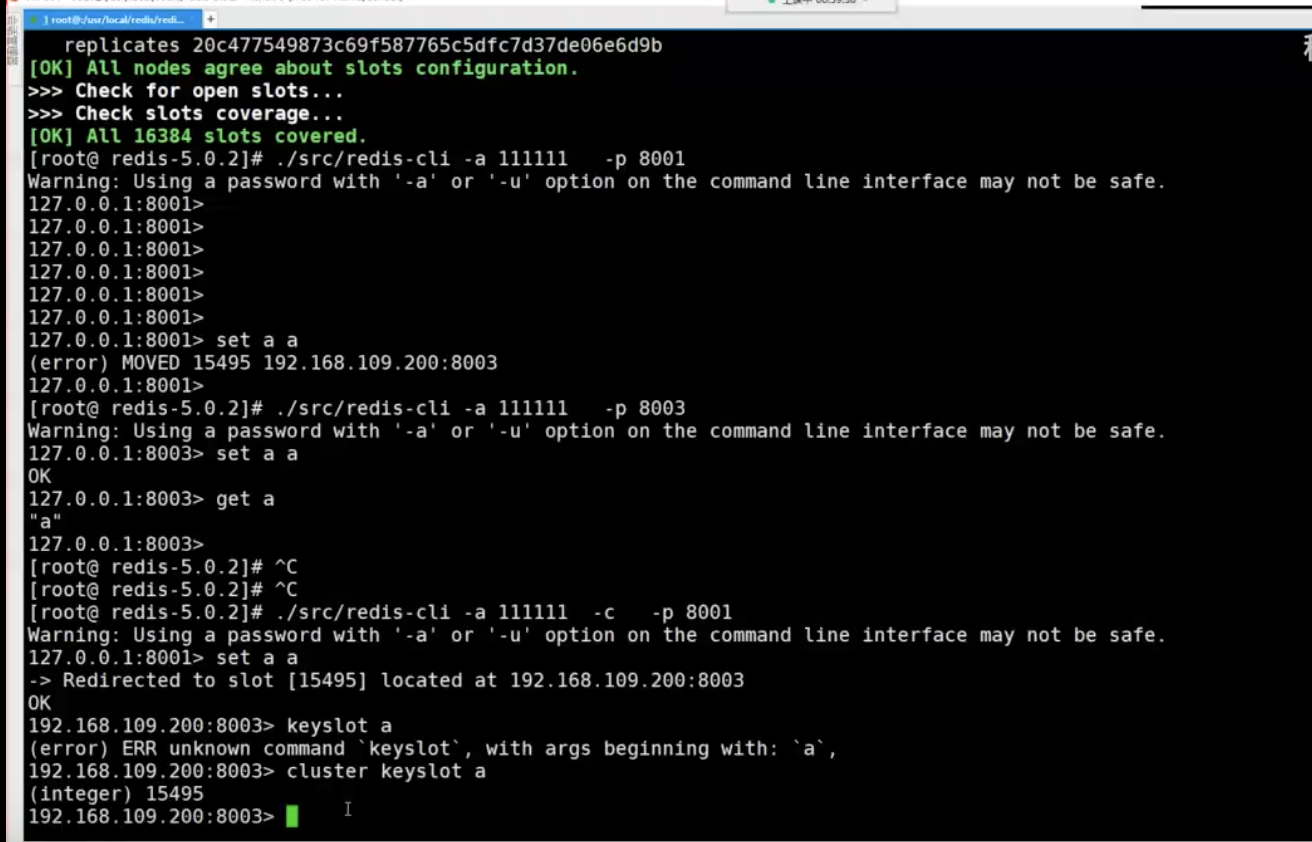 1 root@:/usr/local/redis/redi...
replicates 20c477549873c69f587765c5dfc7d37de06e6d9b
[OK] All nodes agree about slots configuration.
>>> Check for open slots...
>>> Check slots coverage...
[OK] All 16384 slots covered.
[root@ redis-5.0.2]# ./src/redis-cli -a 111111   -p 8001
Warning: Using a password with '-a' or '-u' option on the command line interface may not be safe.
127.0.0.1:8001>
127.0.0.1:8001>
127.0.0.1:8001>
127.0.0.1:8001>
127.0.0.1:8001>
127.0.0.1:8001>
127.0.0.1:8001> set a a
(error) MOVED 15495 192.168.109.200:8003
127.0.0.1:8001>
[root@ redis-5.0.2]# ./src/redis-cli -a 111111   -p 8003
Warning: Using a password with '-a' or '-u' option on the command line interface may not be safe.
127.0.0.1:8003> set a a
OK
127.0.0.1:8003> get a
"a"
127.0.0.1:8003>
[root@ redis-5.0.2]# ^C
[root@ redis-5.0.2]# ^C
[root@ redis-5.0.2]# ./src/redis-cli -a 111111  -c   -p 8001
Warning: Using a password with '-a' or '-u' option on the command line interface may not be safe.
127.0.0.1:8001> set a a
-> Redirected to slot [15495] located at 192.168.109.200:8003
OK
192.168.109.200:8003> keyslot a
(error) ERR unknown command `keyslot`, with args beginning with: `a`,
192.168.109.200:8003> cluster keyslot a
(integer) 15495
192.168.109.200:8003>